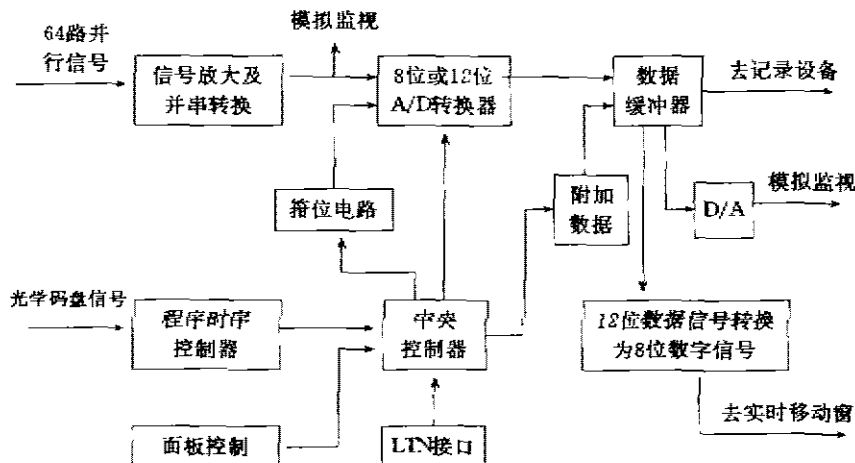 64路并
行信号
模拟监视
信号放大及
并串转换
8位或12位
A/D转换器
数据
缓冲器
去记录设备
箝位电路
附加
数据
D/A
模拟监视
光学码盘信号
程序时序
控制器
中央
控制器
12位数据信号转换
为8位数字信号
去实时移动窗
面板控制
LTN接口